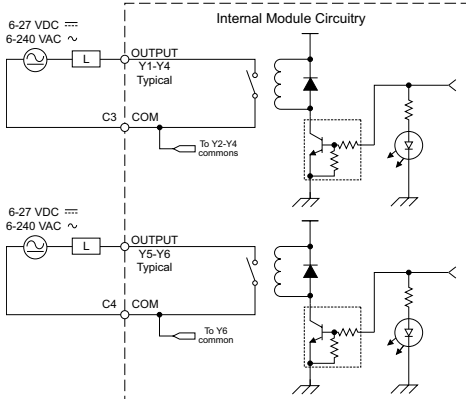 Internal Module Circuitry
6-27 VDC ⎓
6-240 VAC ∿
L
OUTPUT
Y1-Y4
Typical
C3
COM
To Y2-Y4
commons
6-27 VDC ⎓
6-240 VAC ∿
L
OUTPUT
Y5-Y6
Typical
C4
COM
To Y6
common